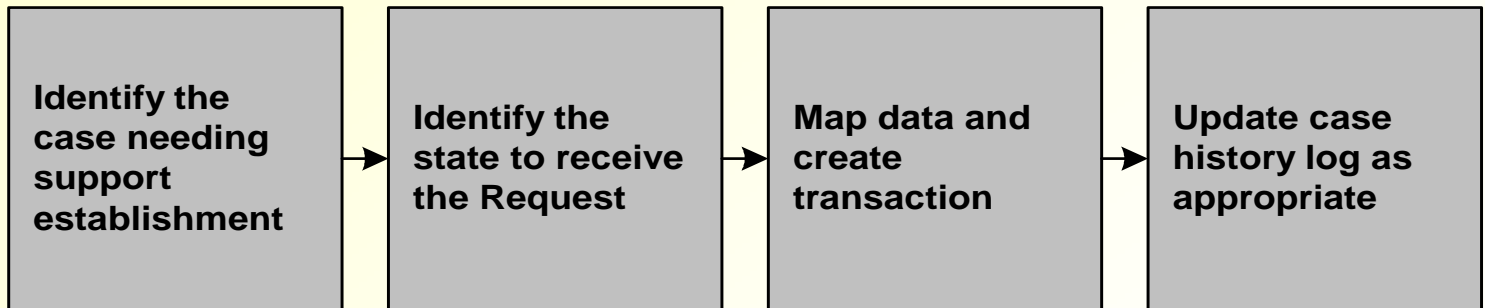 Identify the
case needing
support
establishment
Identify the
state to receive
the Request
Map data and
create
transaction
Update case
history log as
appropriate